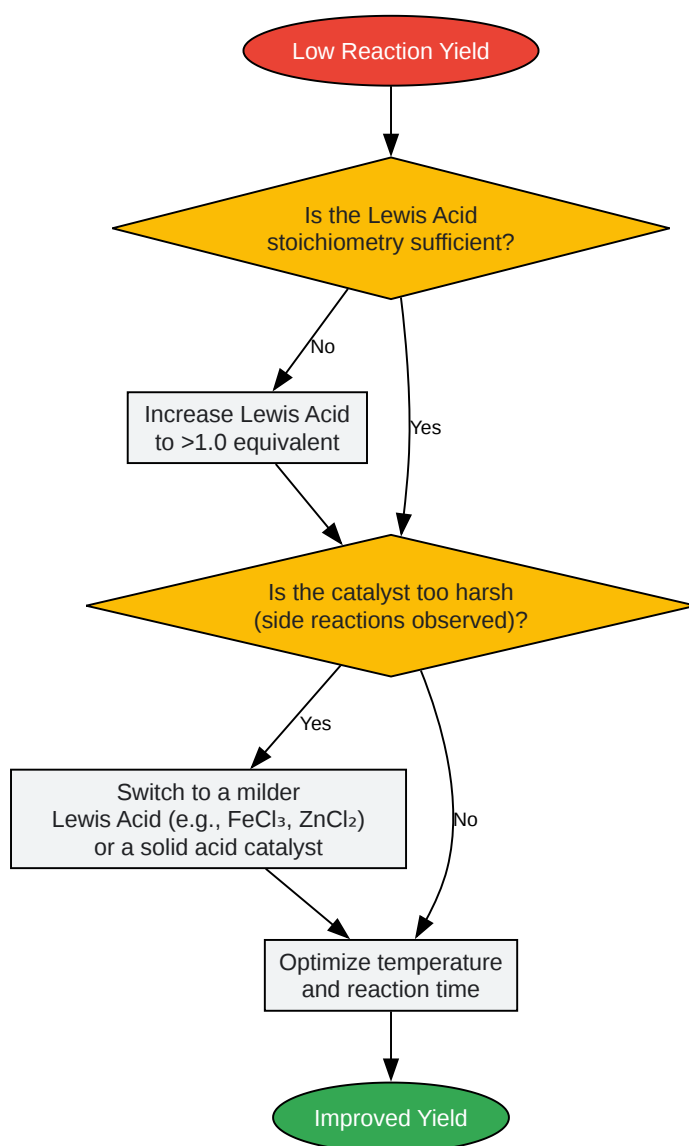 Low Reaction Yield
Is the Lewis Acid
stoichiometry sufficient?
No
Increase Lewis Acid
to >1.0 equivalent
Yes
Is the catalyst too harsh
(side reactions observed)?
Yes
Switch to a milder
Lewis Acid (e.g., FeCl₃, ZnCl₂)
or a solid acid catalyst
No
Optimize temperature
and reaction time
Improved Yield